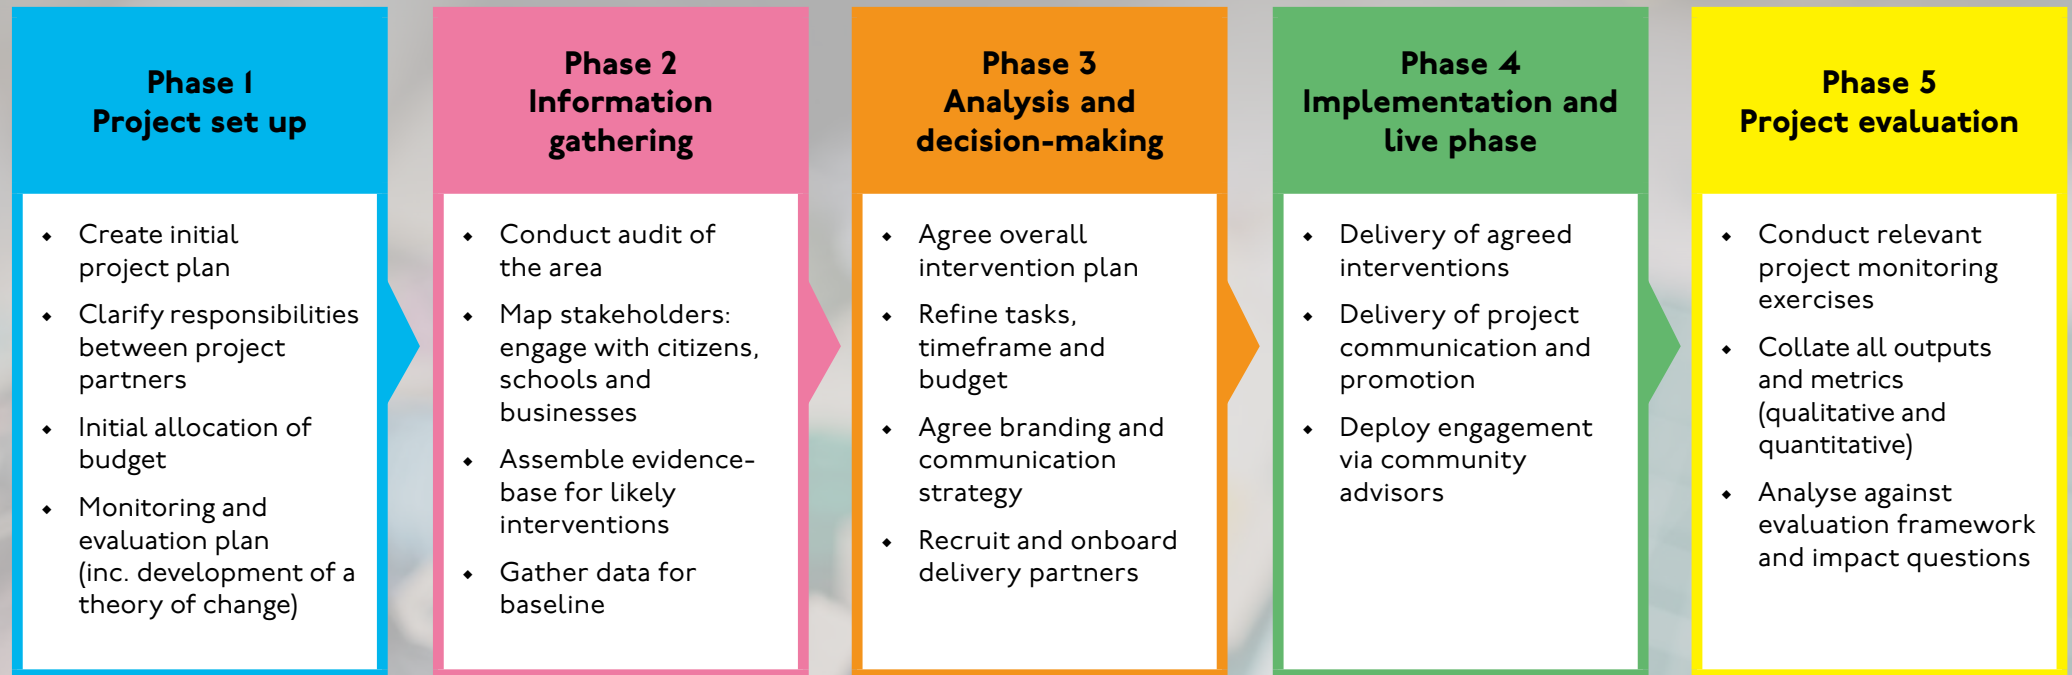 Phase 1
Project set up
• Create initial
project plan
• Clarify responsibilities
between project
partners
• Initial allocation of
budget
• Monitoring and
evaluation plan
(inc. development of a
theory of change)
Phase 2
Information
gathering
• Conduct audit of
the area
• Map stakeholders:
engage with citizens,
schools and
businesses
• Assemble evidence-
base for likely
interventions
• Gather data for
baseline
Phase 3
Analysis and
decision-making
• Agree overall
intervention plan
• Refine tasks,
timeframe and
budget
• Agree branding and
communication
strategy
• Recruit and onboard
delivery partners
Phase 4
Implementation and
live phase
• Delivery of agreed
interventions
• Delivery of project
communication and
promotion
• Deploy engagement
via community
advisors
Phase 5
Project evaluation
• Conduct relevant
project monitoring
exercises
• Collate all outputs
and metrics
(qualitative and
quantitative)
• Analyse against
evaluation framework
and impact questions